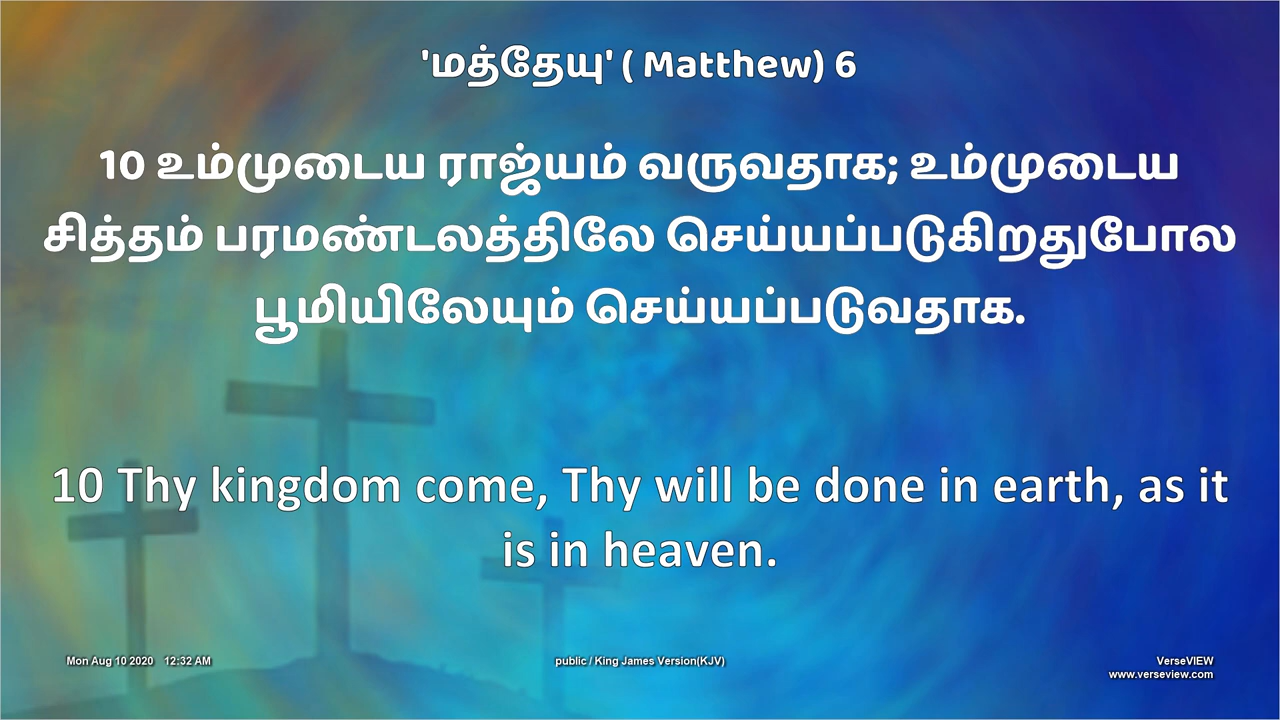 'மத்தேயு' ( Matthew) 6
10 உம்முடைய ராஜ்யம் வருவதாக; உம்முடைய
சித்தம் பரமண்டலத்திலே செய்யப்படுகிறதுபோல
பூமியிலேயும் செய்யப்படுவதாக.
10 Thy kingdom come, Thy will be done in earth, as it
is in heaven.
Mon Aug 10 2020 12:32 AM
public / King James Version(KJV)
VerseVIEW
www.verseview.com